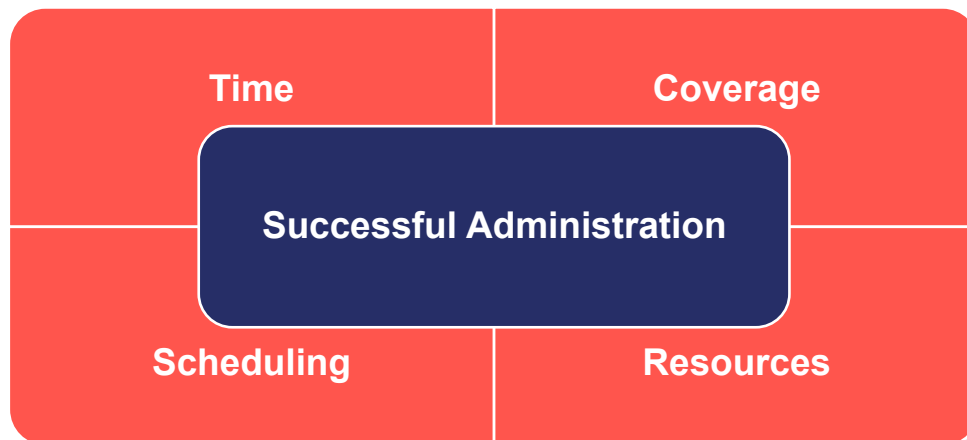 Time
Coverage
Successful Administration
Scheduling
Resources